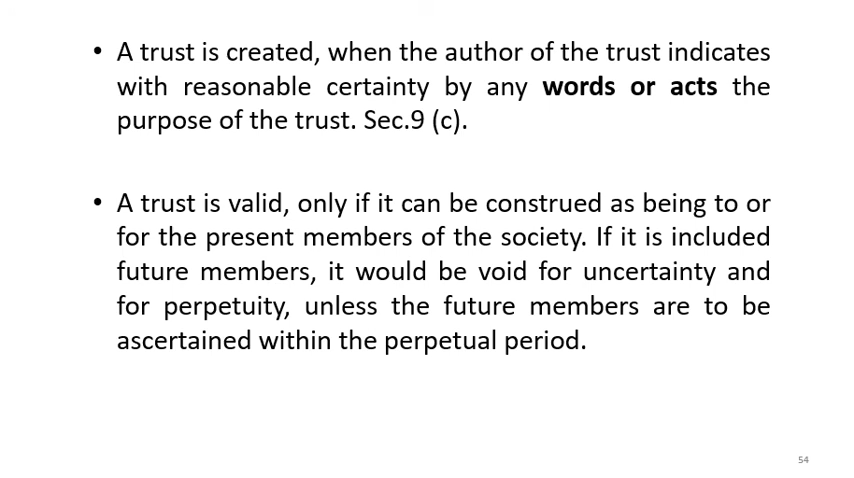 • A trust is created, when the author of the trust indicates
with reasonable certainty by any words or acts the
purpose of the trust. Sec.9 (c).
• A trust is valid, only if it can be construed as being to or
for the present members of the society. If it is included
future members, it would be void for uncertainty and
for perpetuity, unless the future members are to be
ascertained within the perpetual period.
54